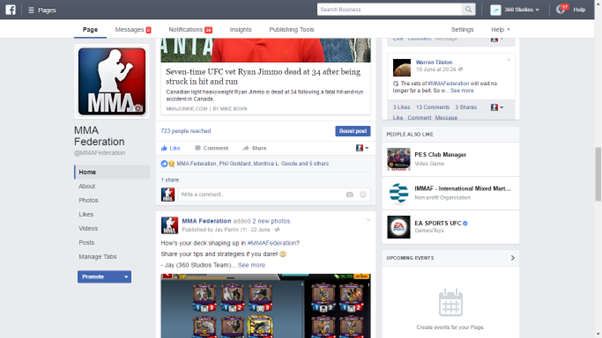 Pages
Search Business
360 Studios
Help
Page
Messages
Notifications
Insights
Publishing Tools
Settings
Help
MMA
MMA
Federation
@MMAFederation
Home
About
Photos
Likes
Videos
Posts
Manage Tabs
Promote
ANTA
Seven-time UFC vet Ryan Jimmo dead at 34 after being
struck in hit and run
Canadian light heavyweight Ryan Jimmo is dead at 34 following a fatal hit-and-run
accident in Canada.
MMAJUNKIE.COM | BY MIKE BOHN
723 people reached
Boost post
Like Comment Share
MMA Federation, Phil Goddard, Montrica L. Goode and 5 others
1 share
Write a comment...
MMA Federation added 2 new photos.
Published by Jay Perrin · 22 June ·
How's your deck shaping up in #MMAFederation?
Share your tips and strategies if you dare!
- Jay (360 Studios Team)... See more
Like Comment Message
Warren Tilston
10 June at 20:26
The sets of #MMAFederation will wait no
longer for a belt. So w... See more
3 Likes 13 Comments 3 Shares
Like Comment Message
PEOPLE ALSO LIKE
PES Club Manager
Video Game
IMMAF - International Mixed Mart...
Non-profit Organisation
EA SPORTS UFC
Games/Toys
UPCOMING EVENTS
Create events for your Page.